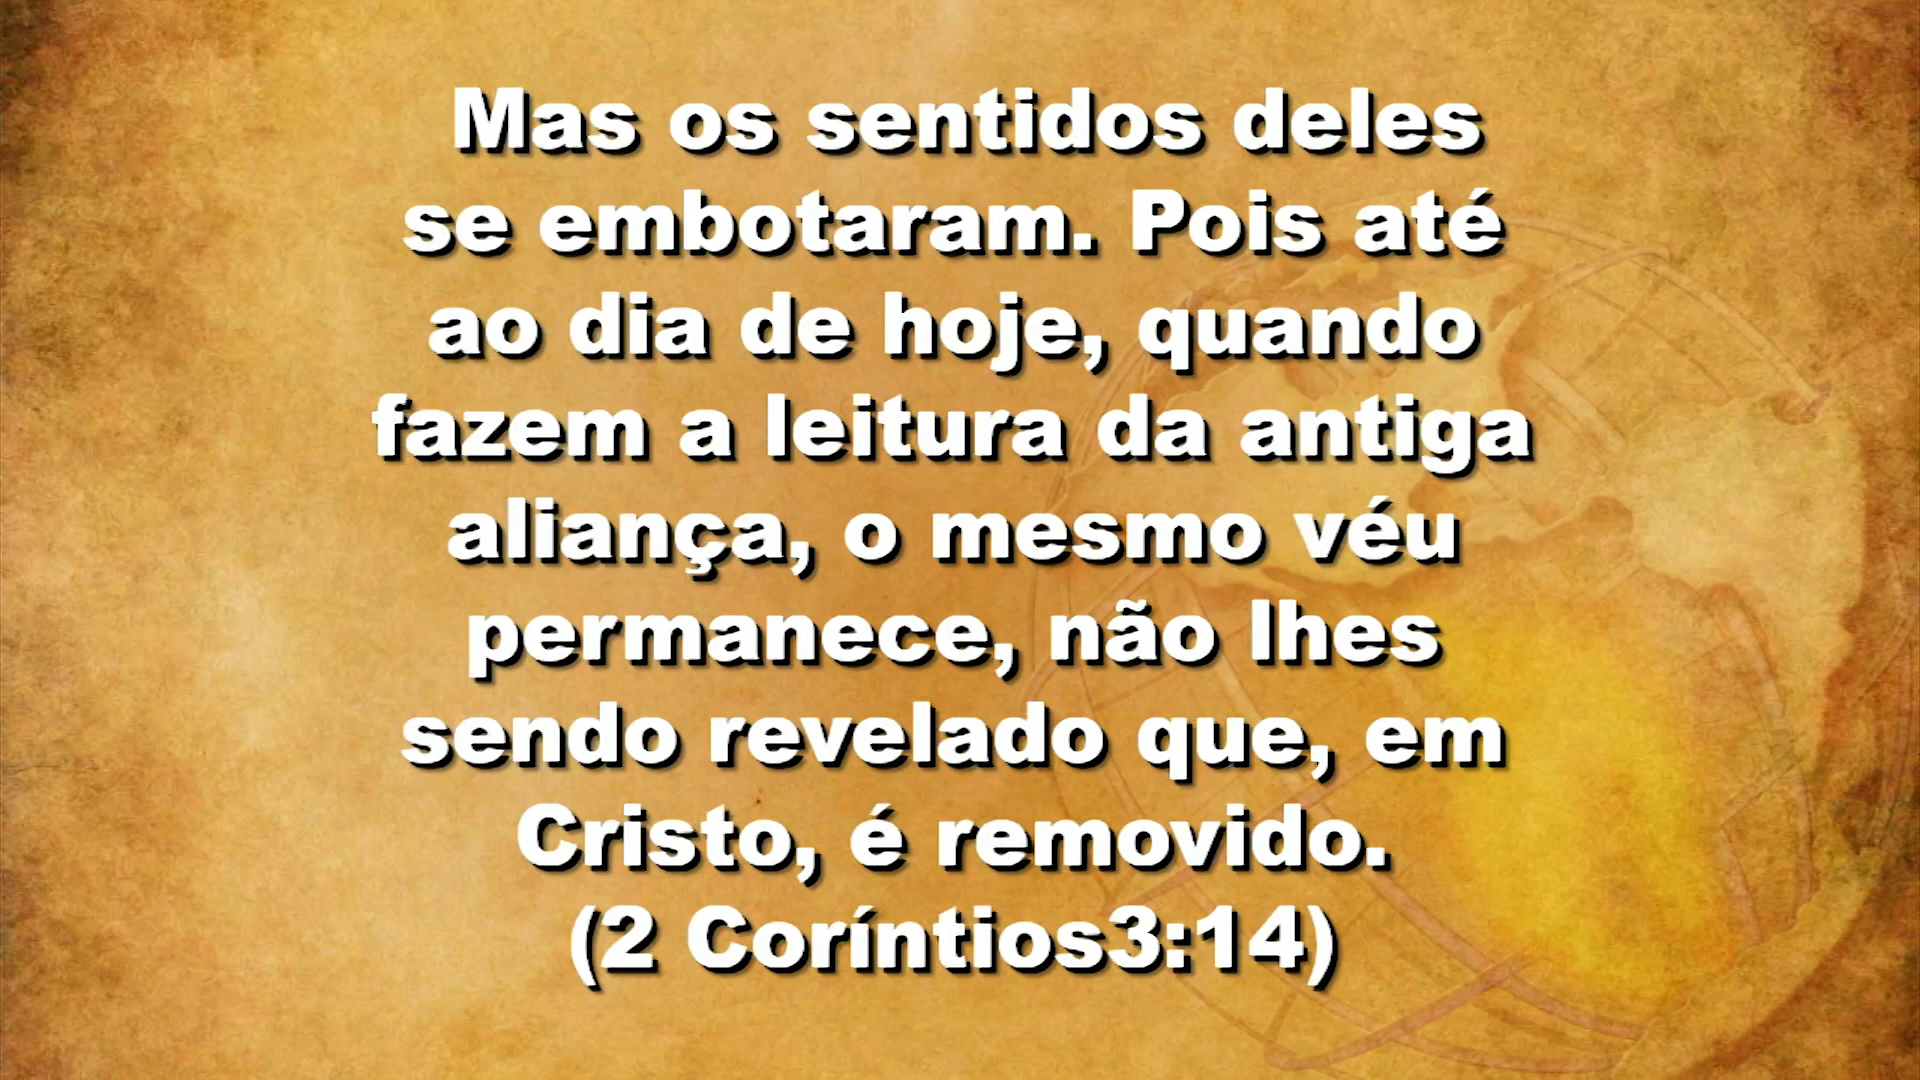 Mas os sentidos deles
se embotaram. Pois até
ao dia de hoje, quando
fazem a leitura da antiga
aliança, o mesmo véu
permanece, não lhes
sendo revelado que, em
Cristo, é removido.
(2 Coríntios3:14)